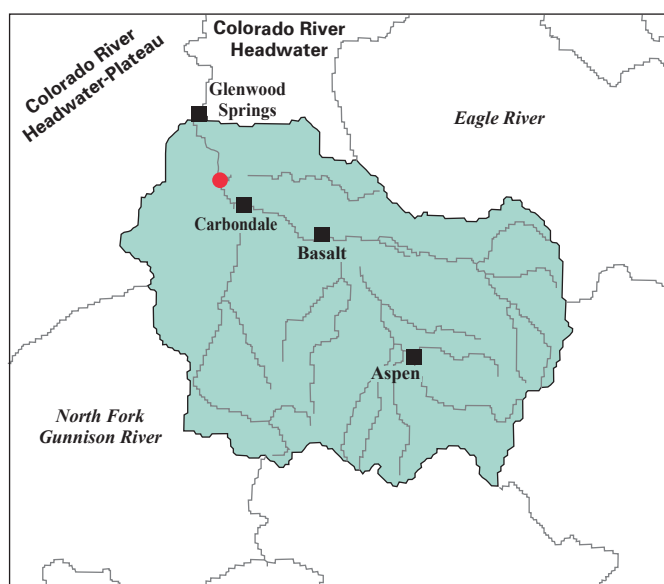 Colorado River
Headwater-Plateau
Colorado River
Headwater
Glenwood
Springs
Eagle River
Carbondale
Basalt
Aspen
North Fork
Gunnison River